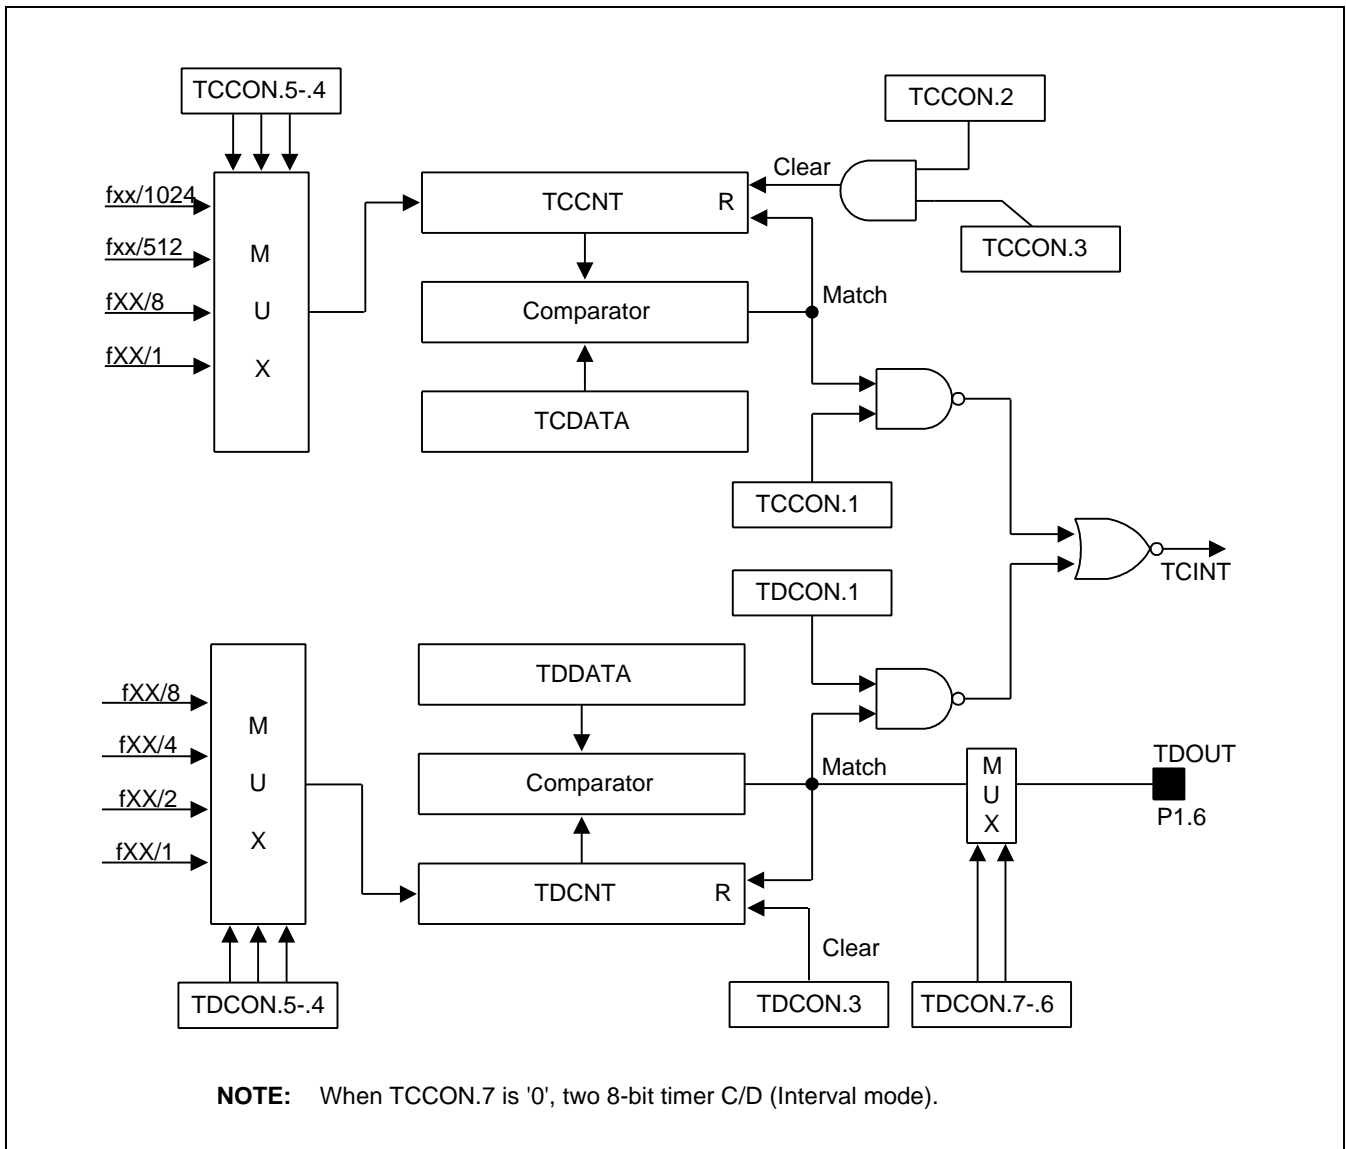 TCCON.5-.4
TCCON.2
Clear
fxx/1024
TCCNT R
fxx/512
M
TCCON.3
fXX/8
U
Comparator
Match
fXX/1
X
TCDATA
TCCON.1
TCINT
TDCON.1
TDDATA
fXX/8
M
fXX/4
U
Comparator
Match
M
U
X
TDOUT
P1.6
fXX/2
X
fXX/1
TDCNT R
Clear
TDCON.5-.4
TDCON.3
TDCON.7-.6
NOTE: When TCCON.7 is '0', two 8-bit timer C/D (Interval mode).